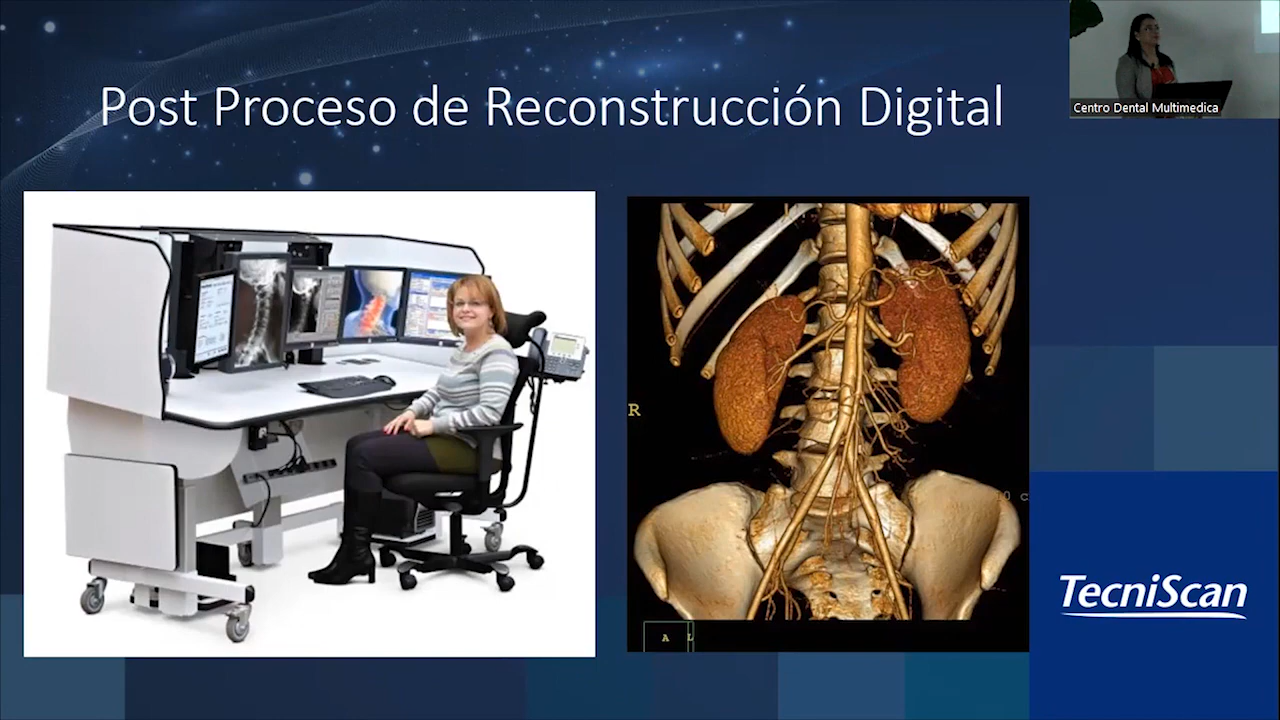 Post Proceso de Reconstrucción Digital
Centro Dental Multimedica
R
A
L
TecniScan